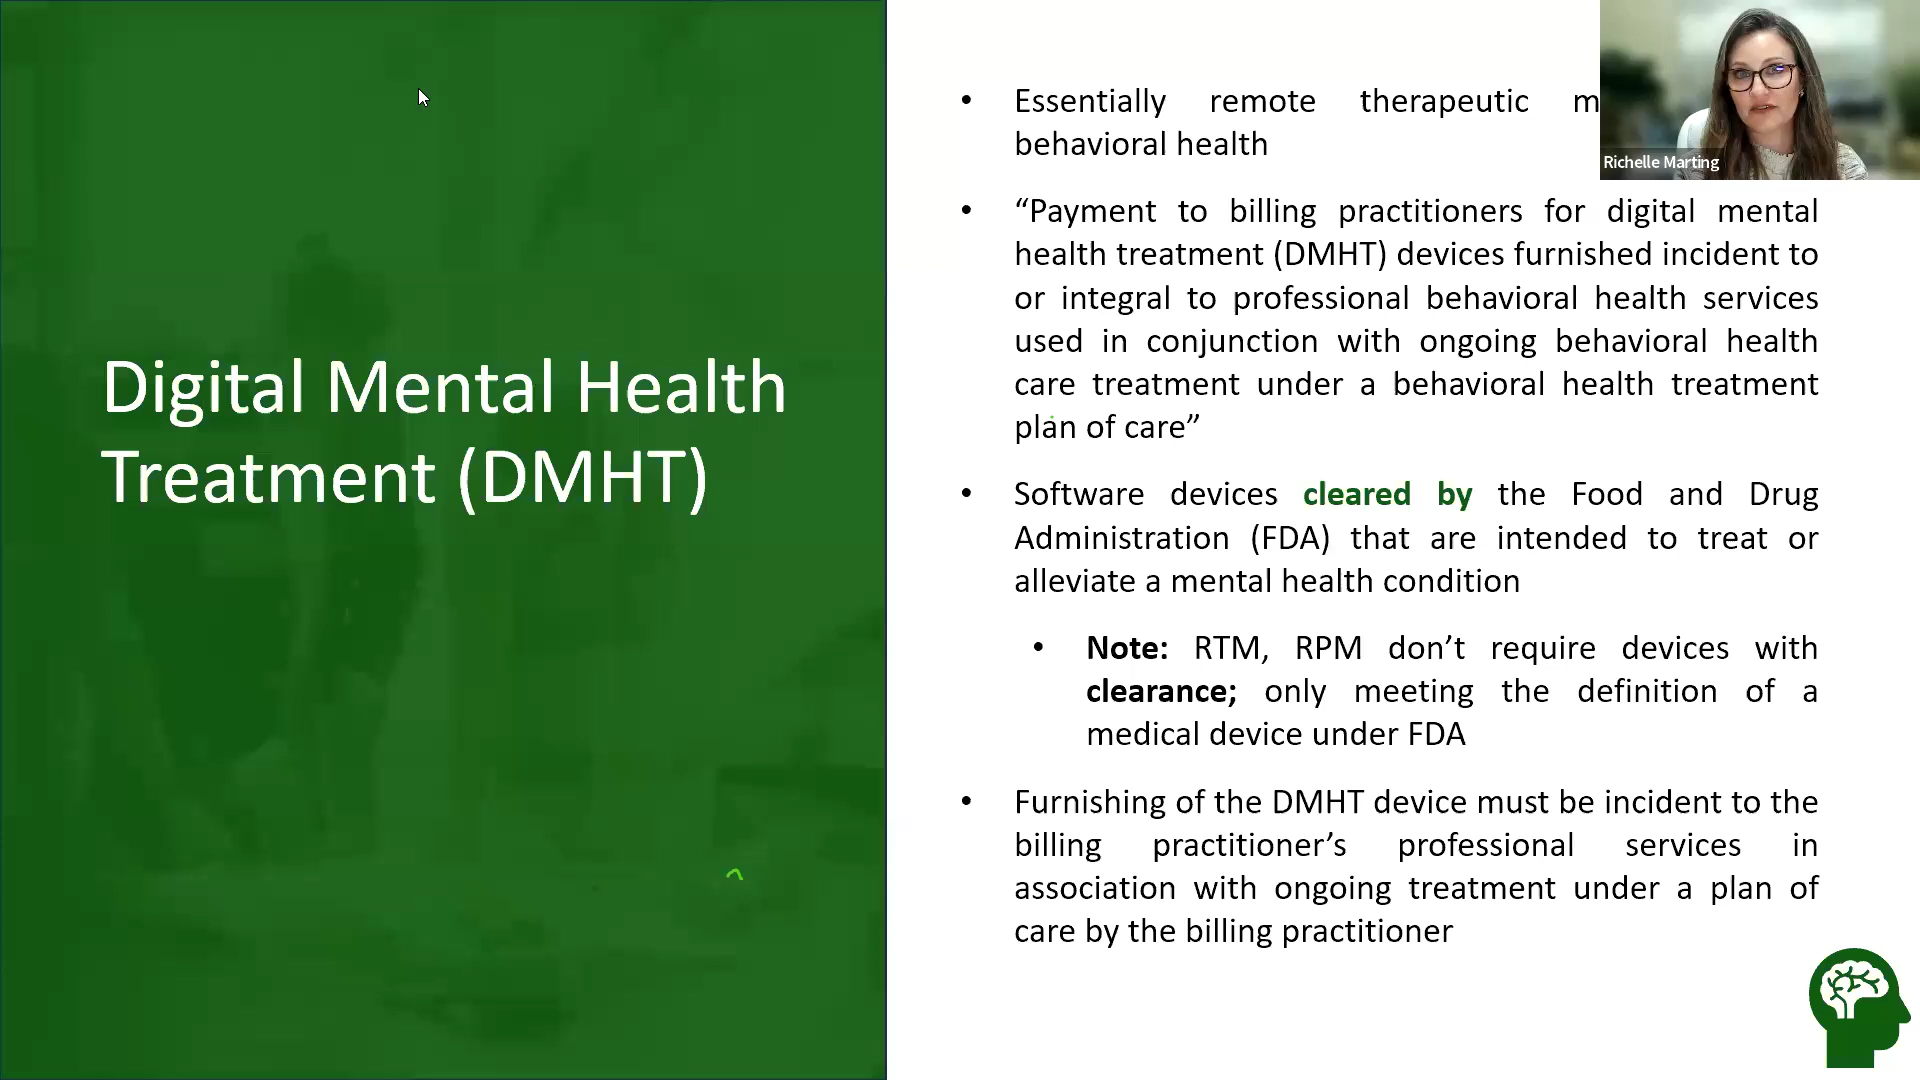 Digital Mental Health
Treatment (DMHT)
• Essentially remote therapeutic
behavioral health
• “Payment to billing practitioners for digital mental
health treatment (DMHT) devices furnished incident to
or integral to professional behavioral health services
used in conjunction with ongoing behavioral health
care treatment under a behavioral health treatment
plan of care”
• Software devices cleared by the Food and Drug
Administration (FDA) that are intended to treat or
alleviate a mental health condition
• Note: RTM, RPM don’t require devices with
clearance; only meeting the definition of a
medical device under FDA
• Furnishing of the DMHT device must be incident to the
billing practitioner’s professional services in
association with ongoing treatment under a plan of
care by the billing practitioner
Richelle Marting